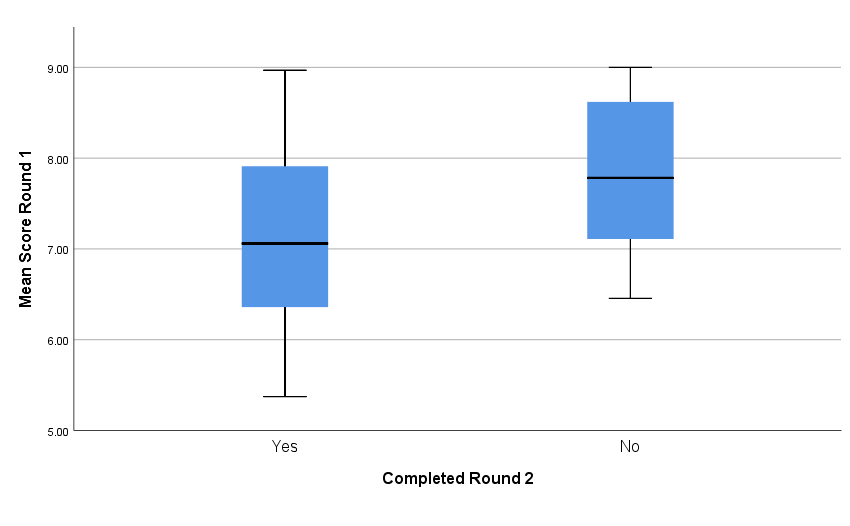 Mean Score Round 1
9.00
8.00
7.00
6.00
5.00
Yes
No
Completed Round 2